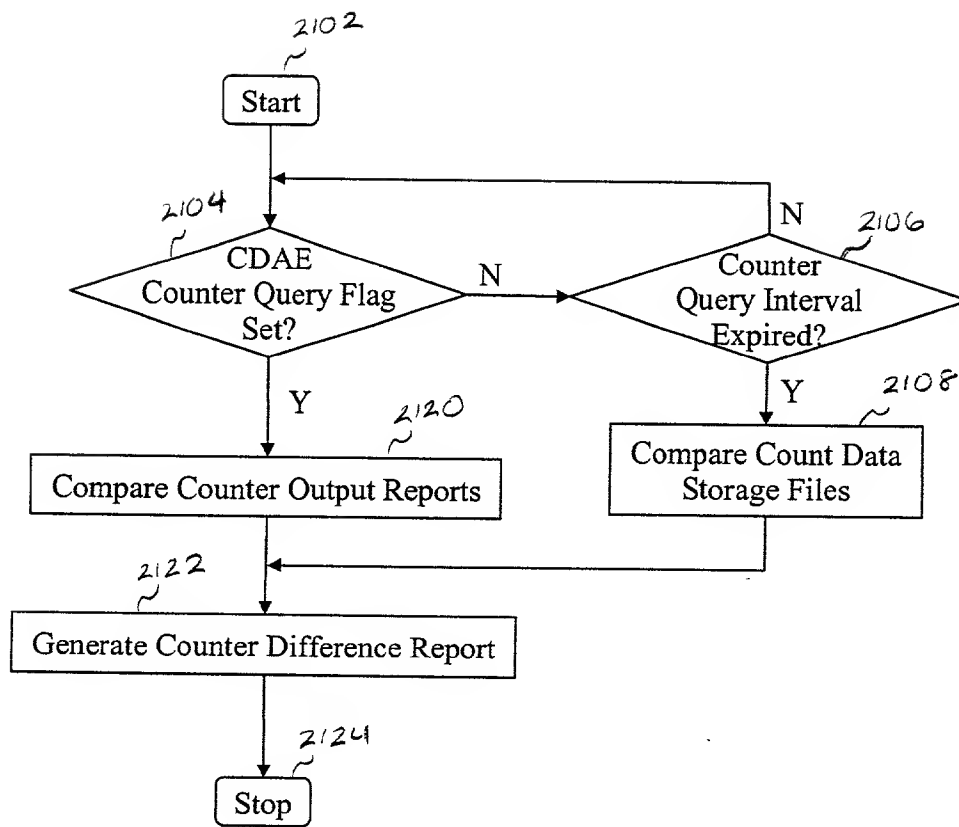 2102
Start
2104
CDAE
Counter Query Flag
Set?
N
N
2106
Counter
Query Interval
Expired?
Y
2120
Compare Counter Output Reports
Y
2108
Compare Count Data
Storage Files
2122
Generate Counter Difference Report
2124
Stop